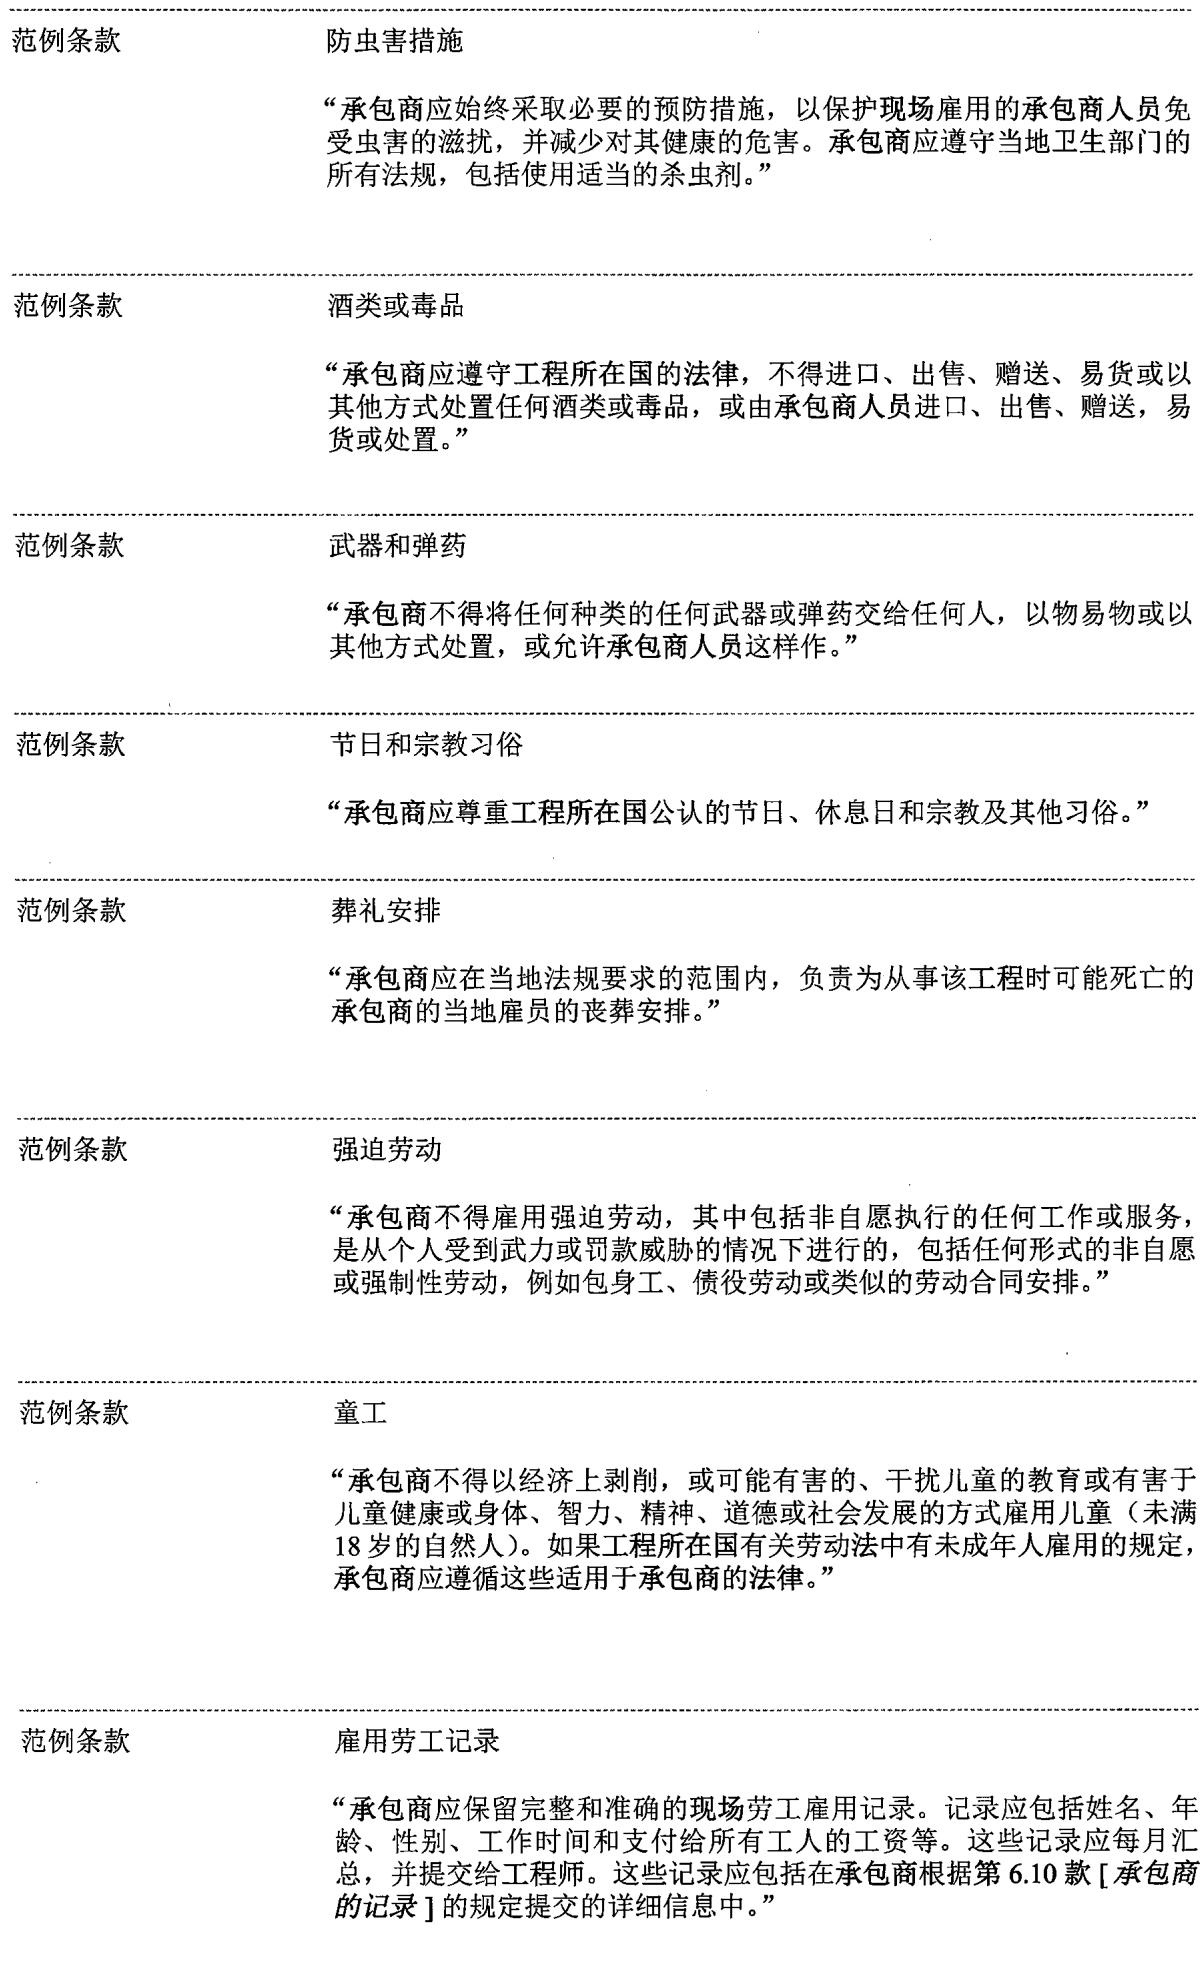 范例条款 防虫害措施
“承包商应始终采取必要的预防措施，以保护现场雇用的承包商人员免
受虫害的滋扰，并减少对其健康的危害。承包商应遵守当地卫生部门的
所有法规，包括使用适当的杀虫剂。”
范例条款 酒类或毒品
“承包商应遵守工程所在国的法律，不得进口、出售、赠送、易货或以
其他方式处置任何酒类或毒品，或由承包商人员进口、出售、赠送，易
货或处置。”
范例条款 武器和弹药
“承包商不得将任何种类的任何武器或弹药交给任何人，以物易物或以
其他方式处置，或允许承包商人员这样作。”
范例条款 节日和宗教习俗
“承包商应尊重工程所在国公认的节日、休息日和宗教及其他习俗。”
范例条款 葬礼安排
“承包商应在当地法规要求的范围内，负责为从事该工程时可能死亡的
承包商的当地雇员的丧葬安排。”
范例条款 强迫劳动
“承包商不得雇用强迫劳动，其中包括非自愿执行的任何工作或服务，
是从个人受到武力或罚款威胁的情况下进行的，包括任何形式的非自愿
或强制性劳动，例如包身工、债役劳动或类似的劳动合同安排。”
范例条款 童工
“承包商不得以经济上剥削，或可能有害的、干扰儿童的教育或有害于
儿童健康或身体、智力、精神、道德或社会发展的方式雇用儿童（未满
18 岁的自然人）。如果工程所在国有关劳动法中有未成年人雇用的规定，
承包商应遵循这些适用于承包商的法律。”
范例条款 雇用劳工记录
“承包商应保留完整和准确的现场劳工雇用记录。记录应包括姓名、年
龄、性别、工作时间和支付给所有工人的工资等。这些记录应每月汇
总，并提交给工程师。这些记录应包括在承包商根据第 6.10 款 [ 承包商
的记录 ] 的规定提交的详细信息中。”